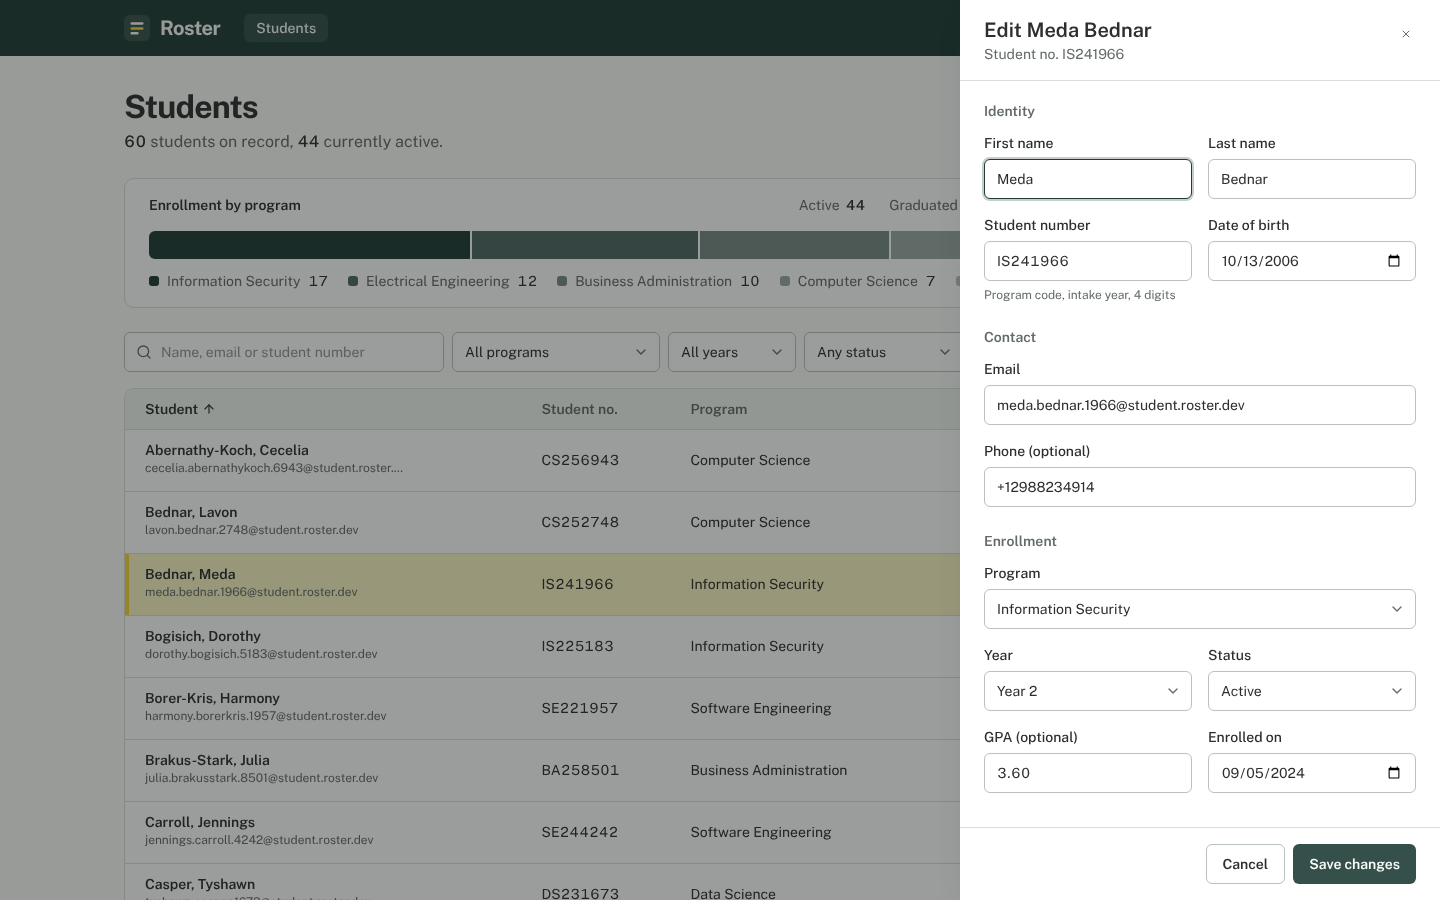 Roster
Students
Students
60 students on record, 44 currently active.
Enrollment by program
Active 44
Graduated
Information Security 17
Electrical Engineering 12
Business Administration 10
Computer Science 7
Name, email or student number
All programs
All years
Any status
Student ↑
Student no.
Program
Abernathy-Koch, Cecelia
cecelia.abernathykoch.6943@student.roster....
CS256943
Computer Science
Bednar, Lavon
lavon.bednar.2748@student.roster.dev
CS252748
Computer Science
Bednar, Meda
meda.bednar.1966@student.roster.dev
IS241966
Information Security
Bogisich, Dorothy
dorothy.bogisich.5183@student.roster.dev
IS225183
Information Security
Borer-Kris, Harmony
harmony.borerkris.1957@student.roster.dev
SE221957
Software Engineering
Brakus-Stark, Julia
julia.brakusstark.8501@student.roster.dev
BA258501
Business Administration
Carroll, Jennings
jennings.carroll.4242@student.roster.dev
SE244242
Software Engineering
Casper, Tyshawn
DS231673
Data Science
Edit Meda Bednar
Student no. IS241966
×
Identity
First name
Last name
Meda
Bednar
Student number
Date of birth
IS241966
10/13/2006
Program code, intake year, 4 digits
Contact
Email
meda.bednar.1966@student.roster.dev
Phone (optional)
+12988234914
Enrollment
Program
Information Security
Year
Status
Year 2
Active
GPA (optional)
Enrolled on
3.60
09/05/2024
Cancel
Save changes